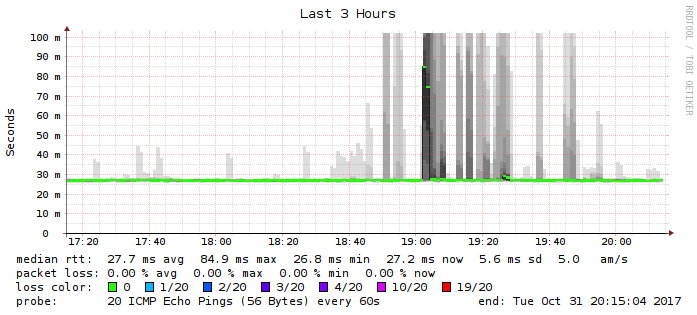 Last 3 Hours
RRDTOOL / TOBI OETIKER
Seconds
100 m
90 m
80 m
70 m
60 m
50 m
40 m
30 m
20 m
10 m
0
17:20 17:40 18:00 18:20 18:40 19:00 19:20 19:40 20:00
median rtt: 27.7 ms avg 84.9 ms max 26.8 ms min 27.2 ms now 5.6 ms sd 5.0 am/s
packet loss: 0.00 % avg 0.00 % max 0.00 % min 0.00 % now
loss color: 0 1/20 2/20 3/20 4/20 10/20 19/20
probe: 20 ICMP Echo Pings (56 Bytes) every 60s end: Tue Oct 31 20:15:04 2017